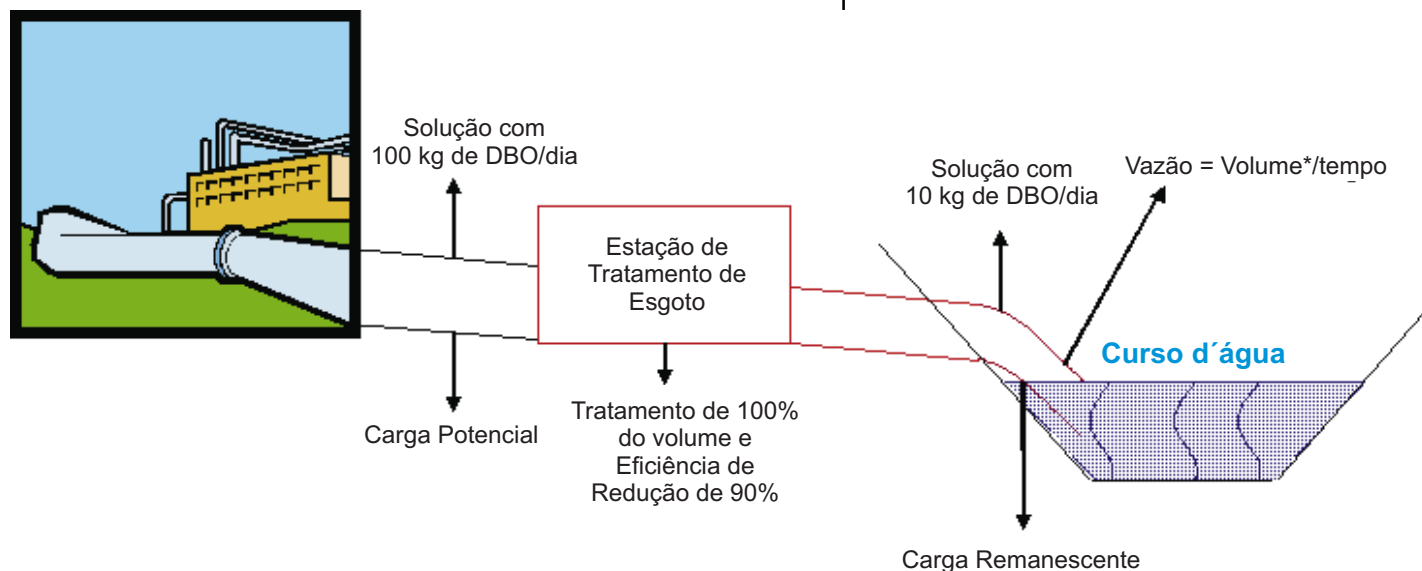 Solução com
100 kg de DBO/dia
Carga Potencial
Estação de
Tratamento de
Esgoto
Tratamento de 100%
do volume e
Eficiência de
Redução de 90%
Solução com
10 kg de DBO/dia
Vazão = Volume*/tempo
Curso d´água
Carga Remanescente